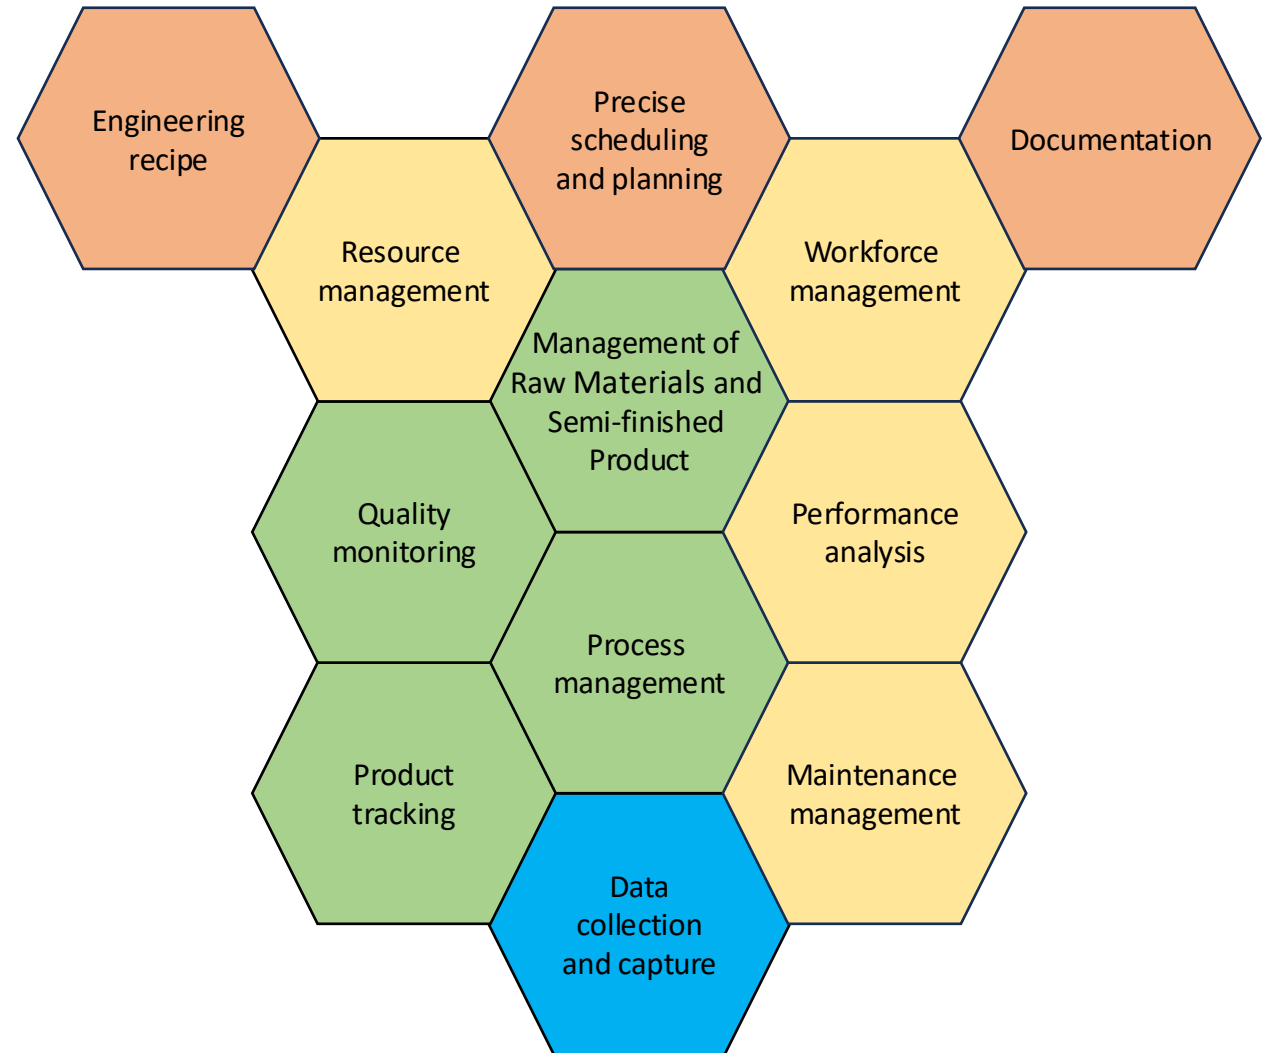 Engineering
recipe
Precise
scheduling
and planning
Documentation
Resource
management
Workforce
management
Management of
Raw Materials and
Semi-finished
Product
Quality
monitoring
Performance
analysis
Process
management
Product
tracking
Maintenance
management
Data
collection
and capture